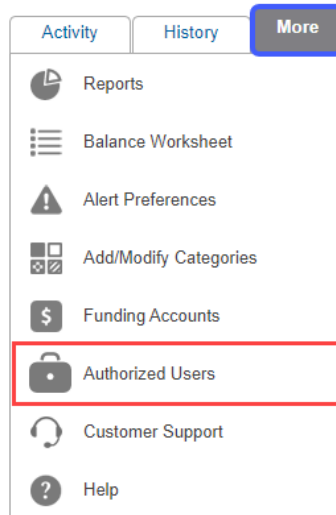 Activity History More
Reports
Balance Worksheet
Alert Preferences
Add/Modify Categories
$ Funding Accounts
Authorized Users
Customer Support
? Help